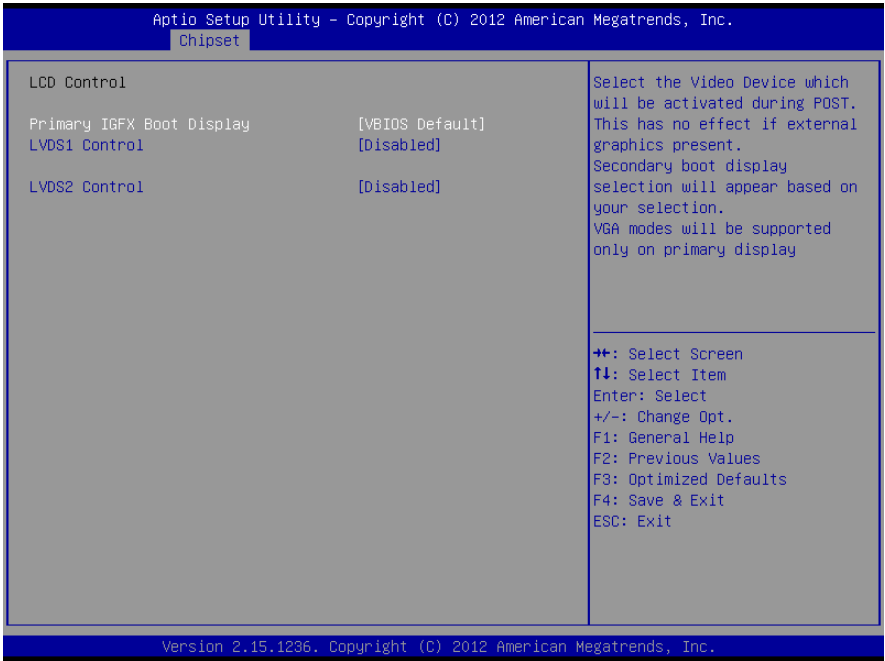 Aptio Setup Utility – Copyright (C) 2012 American Megatrends, Inc.
Chipset
LCD Control
Primary IGFX Boot Display [VBIOS Default]
LVDS1 Control [Disabled]
LVDS2 Control [Disabled]
Select the Video Device which
will be activated during POST.
This has no effect if external
graphics present.
Secondary boot display
selection will appear based on
your selection.
VGA modes will be supported
only on primary display
→←: Select Screen
↑↓: Select Item
Enter: Select
+/-: Change Opt.
F1: General Help
F2: Previous Values
F3: Optimized Defaults
F4: Save & Exit
ESC: Exit
Version 2.15.1236. Copyright (C) 2012 American Megatrends, Inc.